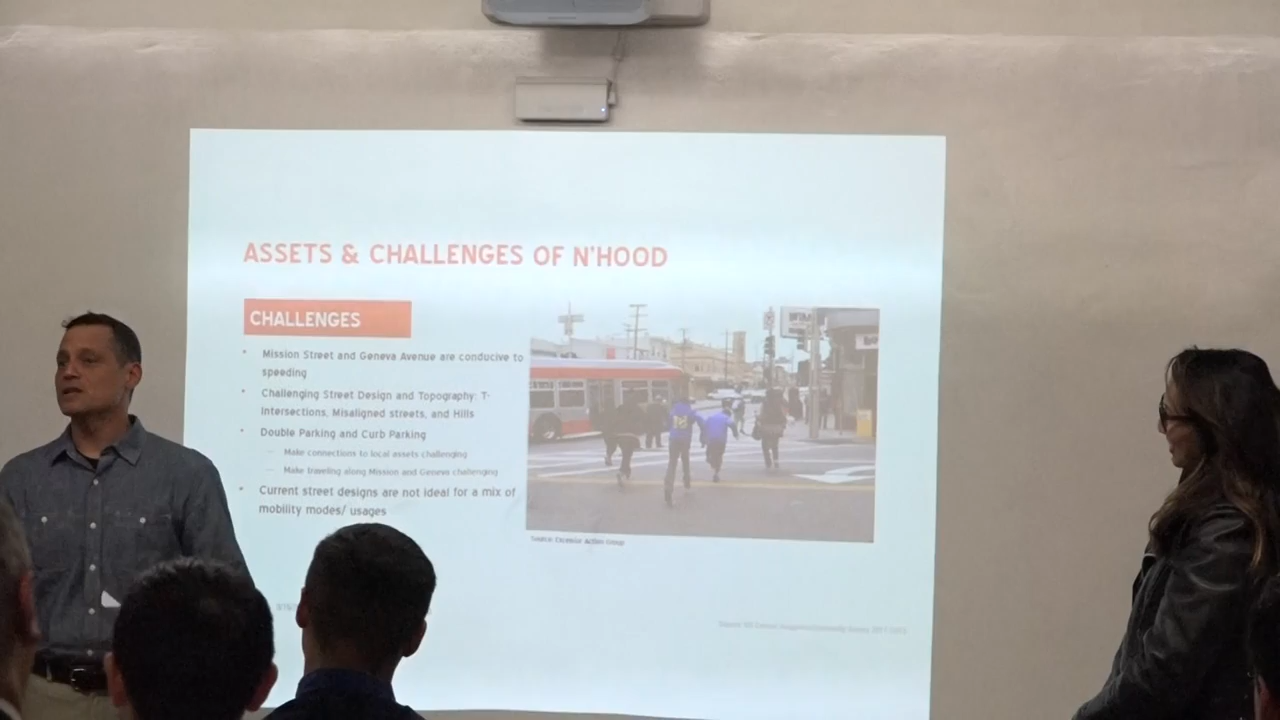 ASSETS & CHALLENGES OF N'HOOD
CHALLENGES
• Mission Street and Geneva Avenue are conducive to
speeding
• Challenging Street Design and Topography: T-
Intersections, Misaligned streets, and Hills
• Double Parking and Curb Parking
– Make connections to local assets challenging
– Make traveling along Mission and Geneva challenging
• Current street designs are not ideal for a mix of
mobility modes/ usages
Source: Excelsior Action Group